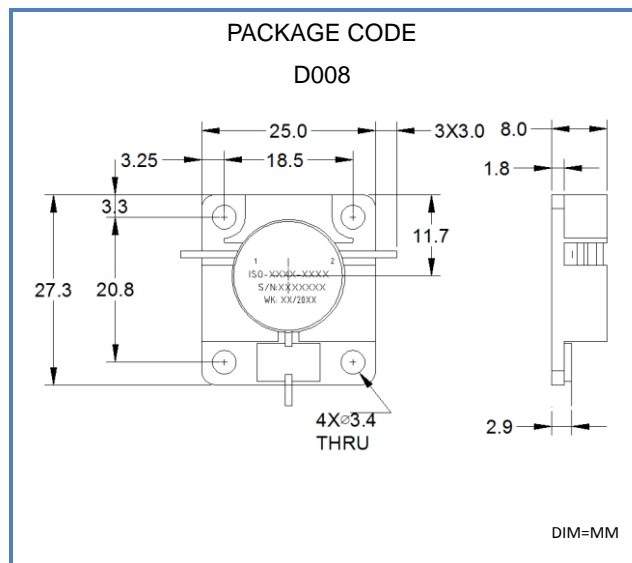 PACKAGE CODE
D008
25.0
3X3.0
8.0
3.25
18.5
1.8
3.3
11.7
27.3
20.8
1 2
ISO-XXXX-XXXX
S/N:XXXXXXX
WK: XX/20XX
4X⌀3.4
THRU
2.9
DIM=MM